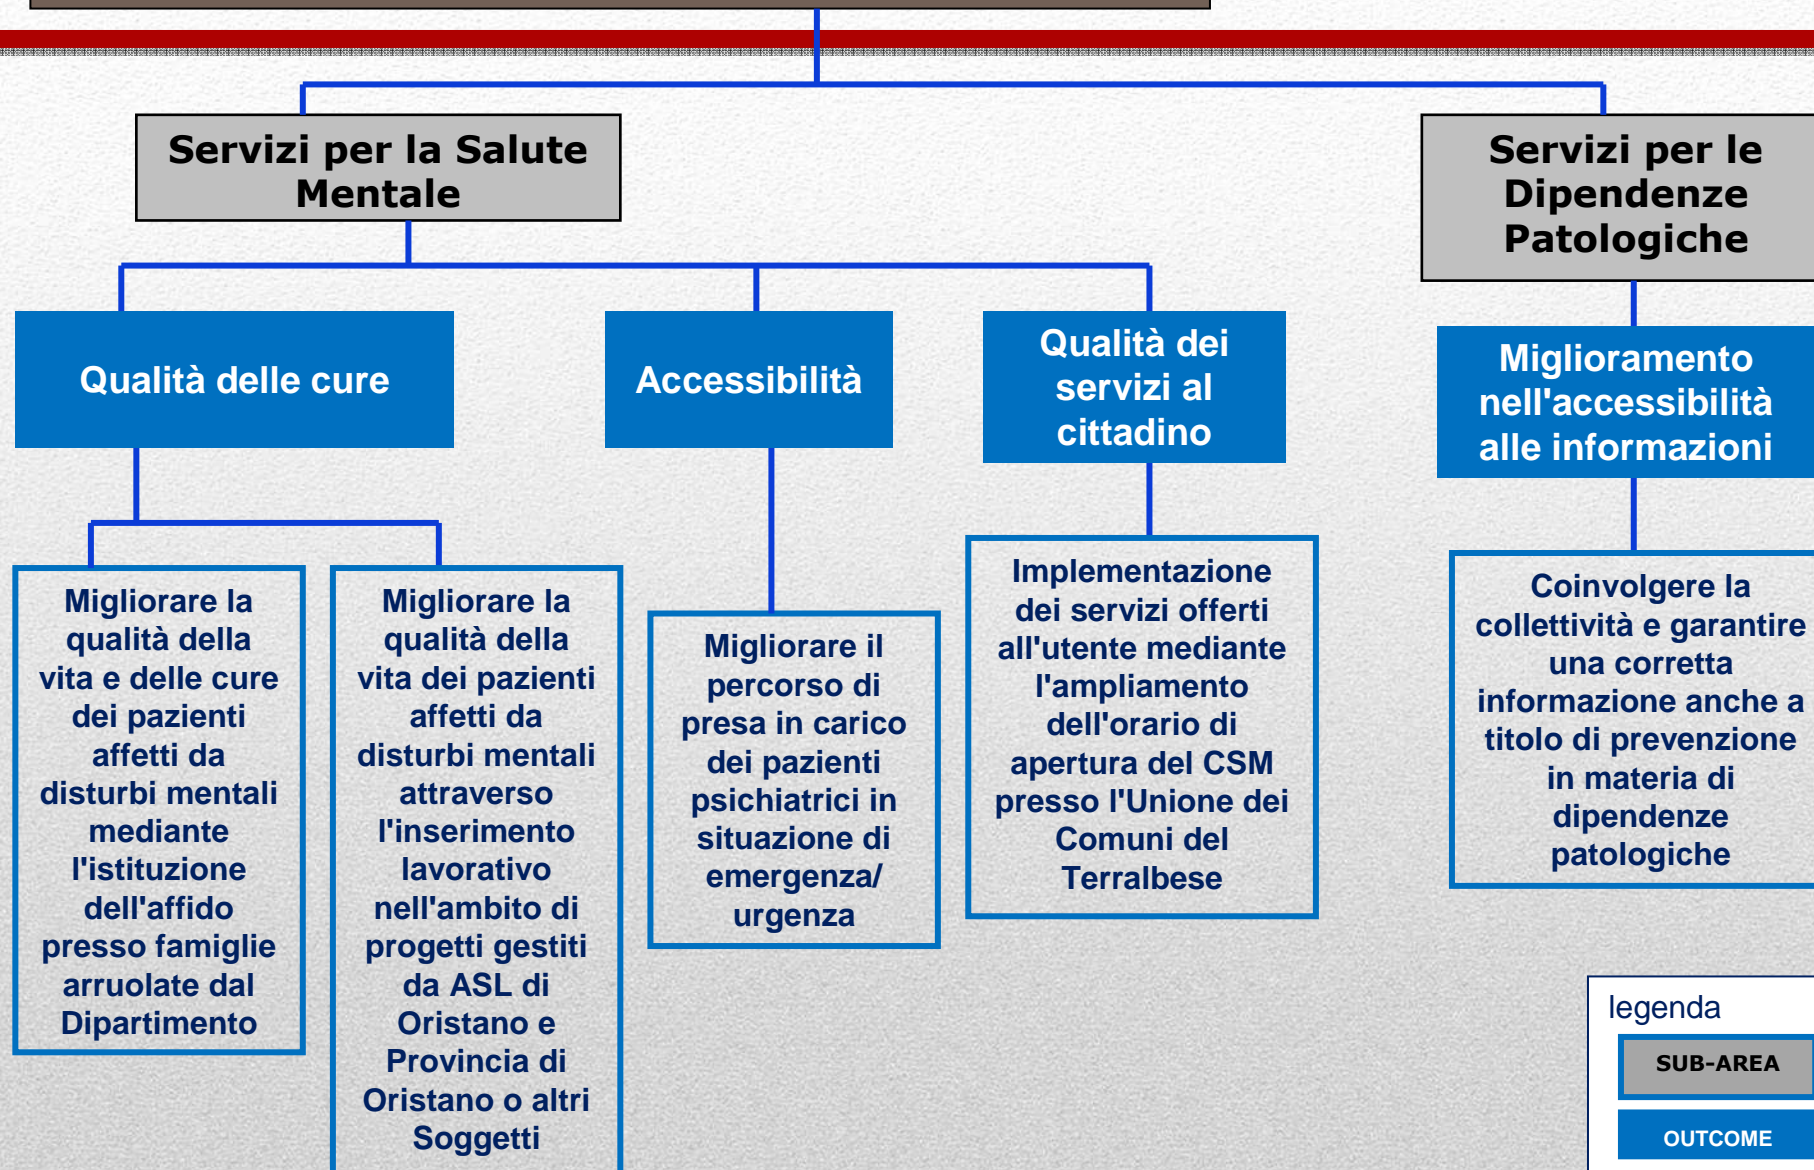 Servizi per la Salute
Mentale
Servizi per le
Dipendenze
Patologiche
Qualità delle cure
Accessibilità
Qualità dei
servizi al
cittadino
Miglioramento
nell'accessibilità
alle informazioni
Migliorare la
qualità della
vita e delle cure
dei pazienti
affetti da
disturbi mentali
mediante
l'istituzione
dell'affido
presso famiglie
arruolate dal
Dipartimento
Migliorare la
qualità della
vita dei pazienti
affetti da
disturbi mentali
attraverso
l'inserimento
lavorativo
nell'ambito di
progetti gestiti
da ASL di
Oristano e
Provincia di
Oristano o altri
Soggetti
Migliorare il
percorso di
presa in carico
dei pazienti
psichiatrici in
situazione di
emergenza/
urgenza
Implementazione
dei servizi offerti
all'utente mediante
l'ampliamento
dell'orario di
apertura del CSM
presso l'Unione dei
Comuni del
Terralbese
Coinvolgere la
collettività e garantire
una corretta
informazione anche a
titolo di prevenzione
in materia di
dipendenze
patologiche
legenda
SUB-AREA
OUTCOME